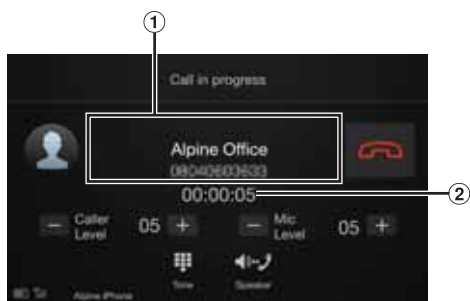 ①
Call in progress
Alpine Office
08040603633
00:00:05 ②
− Caller Level 05 + − Mic Level 05 +
Tone Speaker
Alpine iPhone